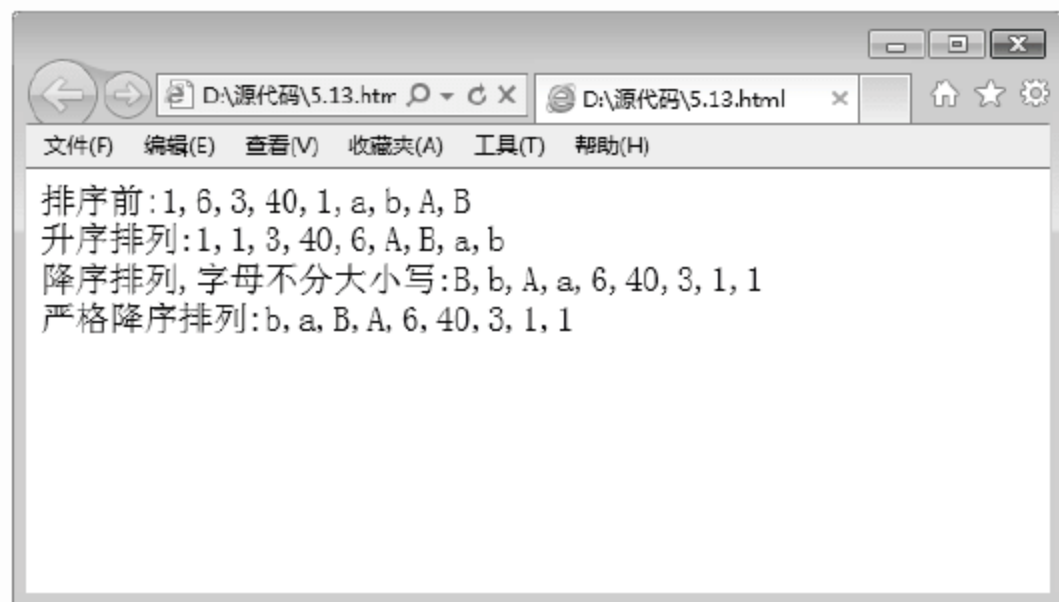 D:\源代码\5.13.htm
D:\源代码\5.13.html
文件(F) 编辑(E) 查看(V) 收藏夹(A) 工具(T) 帮助(H)
排序前:1,6,3,40,1,a,b,A,B
升序排列:1,1,3,40,6,A,B,a,b
降序排列,字母不分大小写:B,b,A,a,6,40,3,1,1
严格降序排列:b,a,B,A,6,40,3,1,1